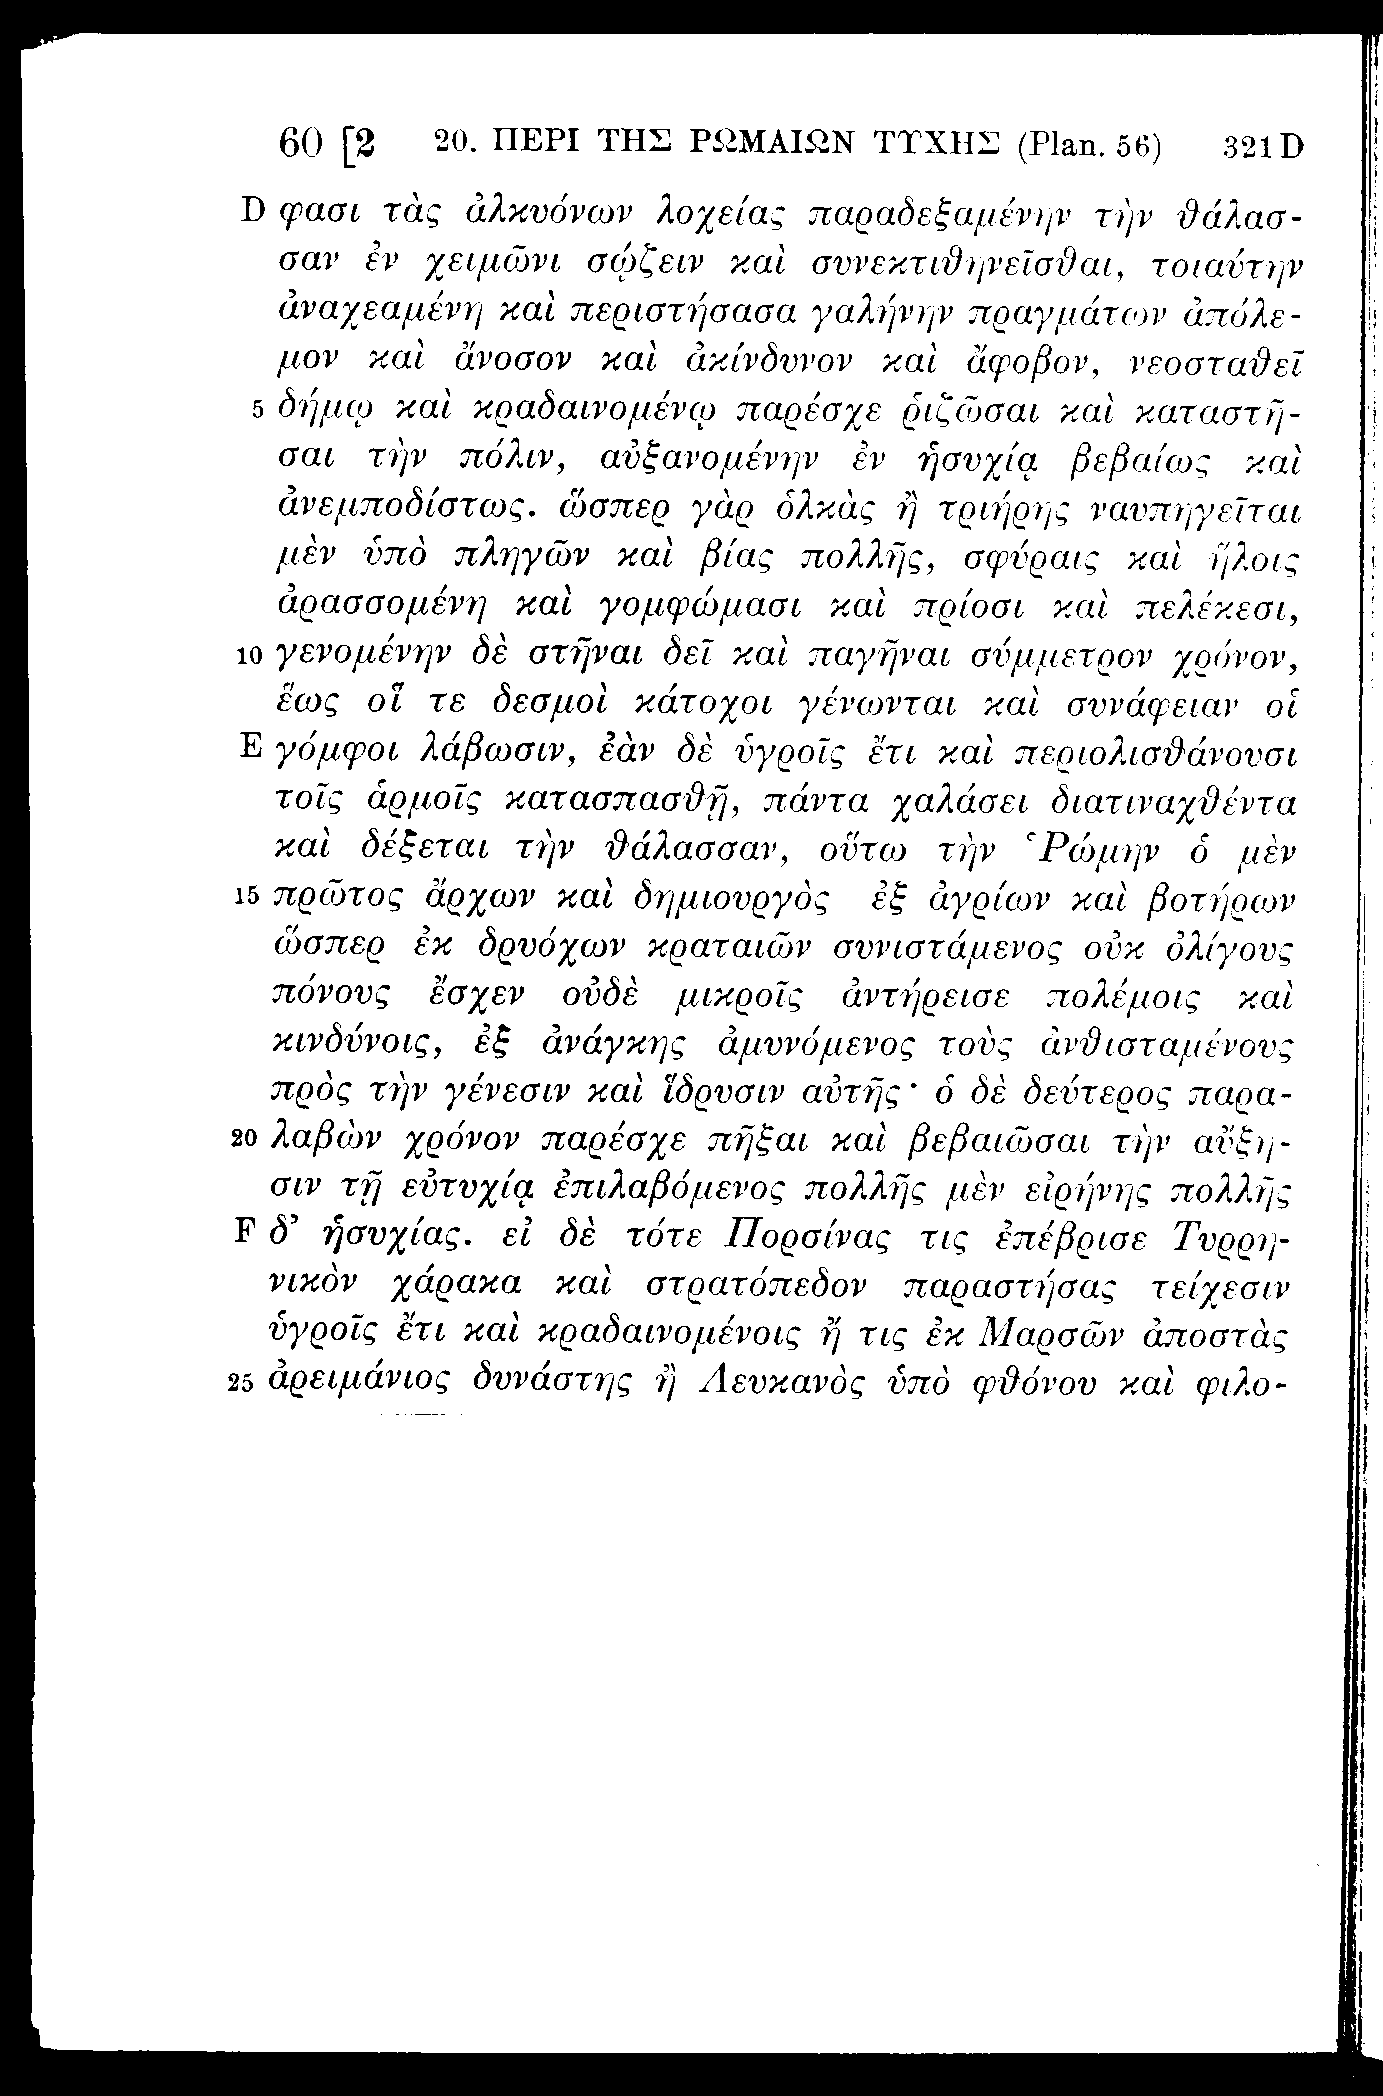 60 [2 20. ΠΕΡΙ ΤΗΣ ΡΩΜΑΙΩΝ ΤΥΧΗΣ (Plan. 56) 321 D
D φασι τὰς ἀλκυόνων λοχείας παραδεξαμένην τὴν θάλασ-
σαν ἐν χειμῶνι σῴζειν καὶ συνεκτιθηνεῖσθαι, τοιαύτην
ἀναχεαμένη καὶ περιστήσασα γαλήνην πραγμάτων ἀπόλε-
μον καὶ ἄνοσον καὶ ἀκίνδυνον καὶ ἄφοβον, νεοσταθεῖ
5 δήμῳ καὶ κραδαινομένῳ παρέσχε ῥιζῶσαι καὶ καταστῆ-
σαι τὴν πόλιν, αὐξανομένην ἐν ἡσυχίᾳ βεβαίως καὶ
ἀνεμποδίστως. ὥσπερ γὰρ ὁλκὰς ἢ τριήρης ναυπηγεῖται
μὲν ὑπὸ πληγῶν καὶ βίας πολλῆς, σφύραις καὶ ἥλοις
ἀρασσομένη καὶ γομφώμασι καὶ πρίοσι καὶ πελέκεσι,
10 γενομένην δὲ στῆναι δεῖ καὶ παγῆναι σύμμετρον χρόνον,
ἕως οἵ τε δεσμοὶ κάτοχοι γένωνται καὶ συνάφειαν οἱ
E γόμφοι λάβωσιν, ἐὰν δὲ ὑγροῖς ἔτι καὶ περιολισθάνουσι
τοῖς ἁρμοῖς κατασπασθῇ, πάντα χαλάσει διατιναχθέντα
καὶ δέξεται τὴν θάλασσαν, οὕτω τὴν Ῥώμην ὁ μὲν
15 πρῶτος ἄρχων καὶ δημιουργὸς ἐξ ἀγρίων καὶ βοτήρων
ὥσπερ ἐκ δρυόχων κραταιῶν συνιστάμενος οὐκ ὀλίγους
πόνους ἔσχεν οὐδὲ μικροῖς ἀντήρεισε πολέμοις καὶ
κινδύνοις, ἐξ ἀνάγκης ἀμυνόμενος τοὺς ἀνθισταμένους
πρὸς τὴν γένεσιν καὶ ἵδρυσιν αὐτῆς· ὁ δὲ δεύτερος παρα-
20 λαβὼν χρόνον παρέσχε πῆξαι καὶ βεβαιῶσαι τὴν αὔξη-
σιν τῇ εὐτυχίᾳ ἐπιλαβόμενος πολλῆς μὲν εἰρήνης πολλῆς
F δ’ ἡσυχίας. εἰ δὲ τότε Πορσίνας τις ἐπέβρισε Τυρρη-
νικὸν χάρακα καὶ στρατόπεδον παραστήσας τείχεσιν
ὑγροῖς ἔτι καὶ κραδαινομένοις ἤ τις ἐκ Μαρσῶν ἀποστὰς
25 ἀρειμάνιος δυνάστης ἢ Λευκανὸς ὑπὸ φθόνου καὶ φιλο-